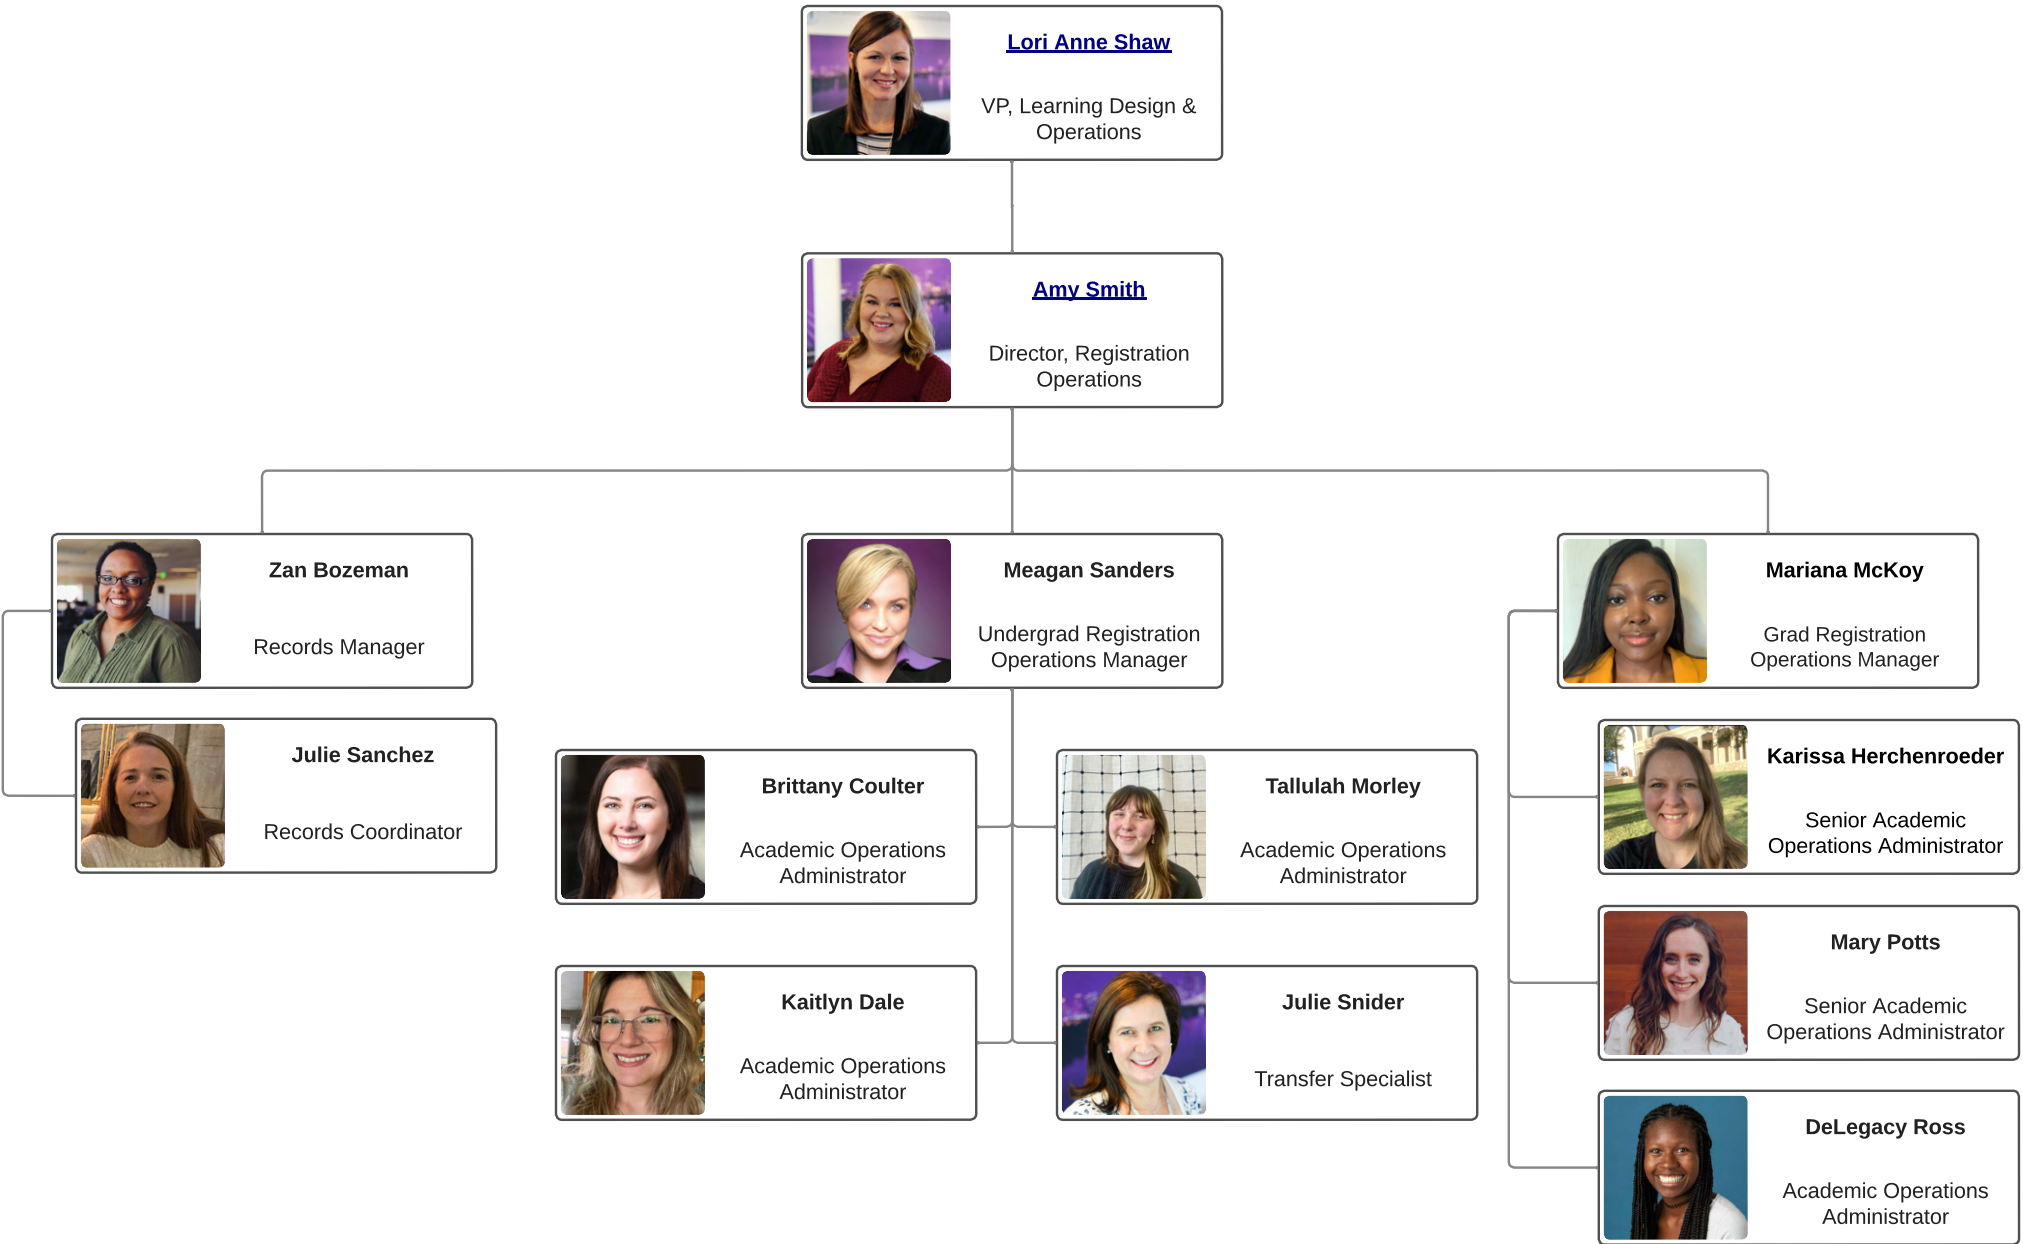 Lori Anne Shaw
VP, Learning Design &
Operations
Amy Smith
Director, Registration
Operations
Zan Bozeman
Records Manager
Meagan Sanders
Undergrad Registration
Operations Manager
Mariana McKoy
Grad Registration
Operations Manager
Julie Sanchez
Records Coordinator
Brittany Coulter
Academic Operations
Administrator
Tallulah Morley
Academic Operations
Administrator
Karissa Herchenroeder
Senior Academic
Operations Administrator
Kaitlyn Dale
Academic Operations
Administrator
Julie Snider
Transfer Specialist
Mary Potts
Senior Academic
Operations Administrator
DeLegacy Ross
Academic Operations
Administrator